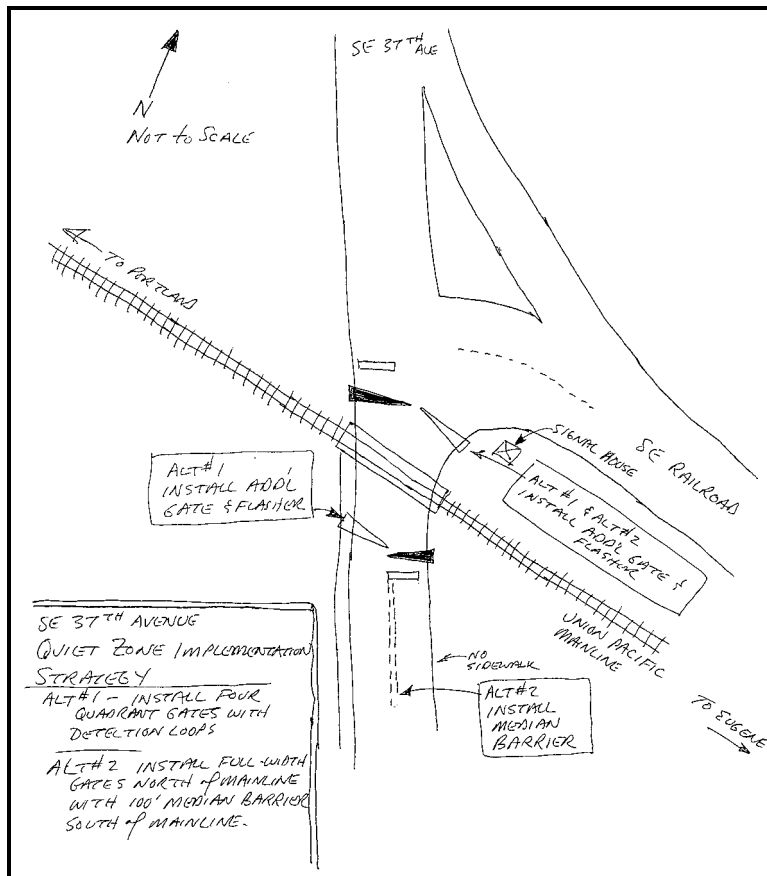 SE 37TH AVE
N
NOT to SCALE
TO PORTLAND
SIGNAL HOUSE
SE RAILROAD
ALT#1
INSTALL ADD'L
GATE & FLASHER
ALT #1 & ALT#2
INSTALL ADD'L GATE &
FLASHER
UNION PACIFIC
MAINLINE
NO
SIDEWALK
ALT#2
INSTALL
MEDIAN
BARRIER
TO EUGENE
SE 37TH AVENUE
QUIET ZONE IMPLEMENTATION
STRATEGY
ALT#1 - INSTALL FOUR
QUADRANT GATES WITH
DETECTION LOOPS
ALT#2 INSTALL FULL-WIDTH
GATES NORTH of MAINLINE
WITH 100' MEDIAN BARRIER
SOUTH of MAINLINE.